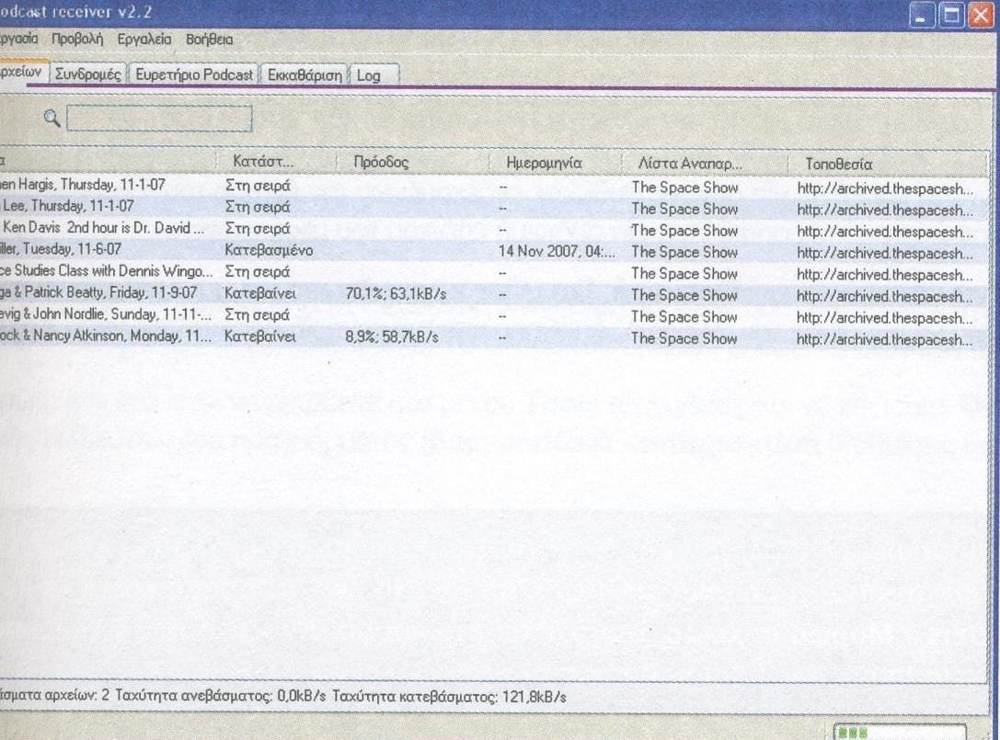 odcast receiver v2.2
ργασία Προβολή Εργαλεία Βοήθεια
ρχείων Συνδρομές Ευρετήριο Podcast Εκκαθάριση Log
α Κατάστ... Πρόοδος Ημερομηνία Λίστα Αναπαρ... Τοποθεσία
en Hargis, Thursday, 11-1-07 Στη σειρά -- The Space Show http://archived.thespacesh...
Lee, Thursday, 11-1-07 Στη σειρά -- The Space Show http://archived.thespacesh...
Ken Davis 2nd hour is Dr. David ... Στη σειρά -- The Space Show http://archived.thespacesh...
iller, Tuesday, 11-6-07 Κατεβασμένο 14 Nov 2007, 04:... The Space Show http://archived.thespacesh...
ce Studies Class with Dennis Wingo... Στη σειρά -- The Space Show http://archived.thespacesh...
ga & Patrick Beatty, Friday, 11-9-07 Κατεβαίνει 70,1%; 63,1kB/s -- The Space Show http://archived.thespacesh...
evig & John Nordlie, Sunday, 11-11-... Στη σειρά -- The Space Show http://archived.thespacesh...
ock & Nancy Atkinson, Monday, 11... Κατεβαίνει 8,9%; 58,7kB/s -- The Space Show http://archived.thespacesh...
άσματα αρχείων: 2 Ταχύτητα ανεβάσματος: 0,0kB/s Ταχύτητα κατεβάσματος: 121,8kB/s